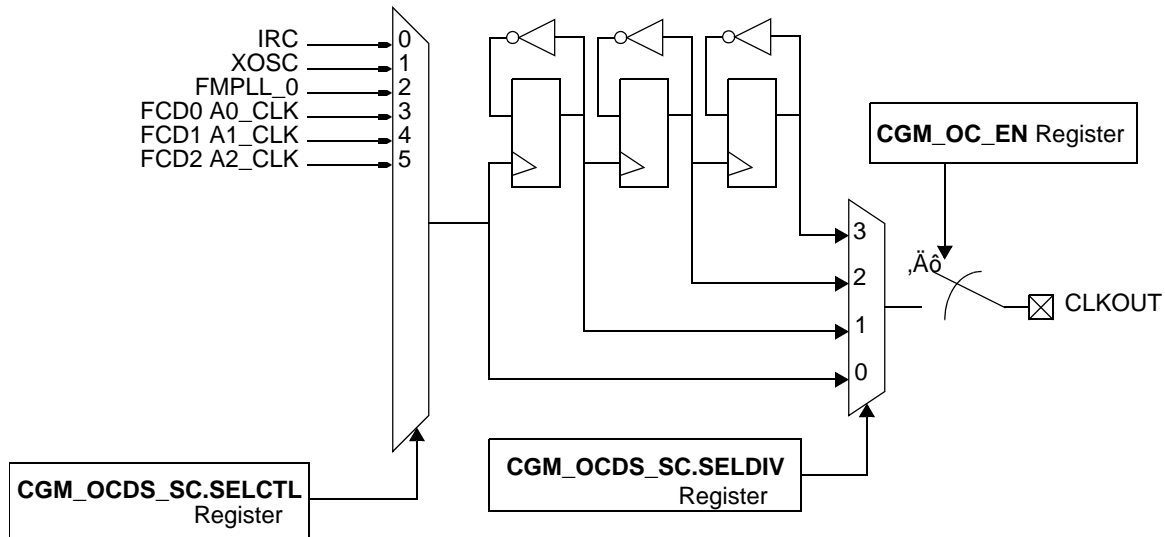 IRC
XOSC
FMPLL_0
FCD0 A0_CLK
FCD1 A1_CLK
FCD2 A2_CLK
0
1
2
3
4
5
CGM_OC_EN Register
3
2
1
0
‚Äô
CLKOUT
CGM_OCDS_SC.SELDIV
Register
CGM_OCDS_SC.SELCTL
Register